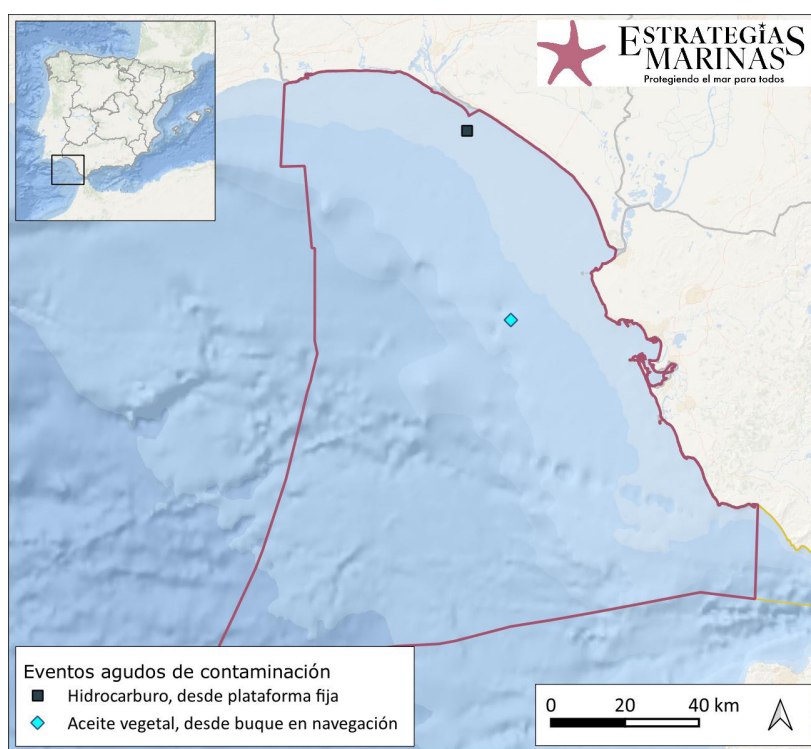 ESTRATEGIAS
MARINAS
Protegiendo el mar para todos
Eventos agudos de contaminación
Hidrocarburo, desde plataforma fija
Aceite vegetal, desde buque en navegación
0 20 40 km